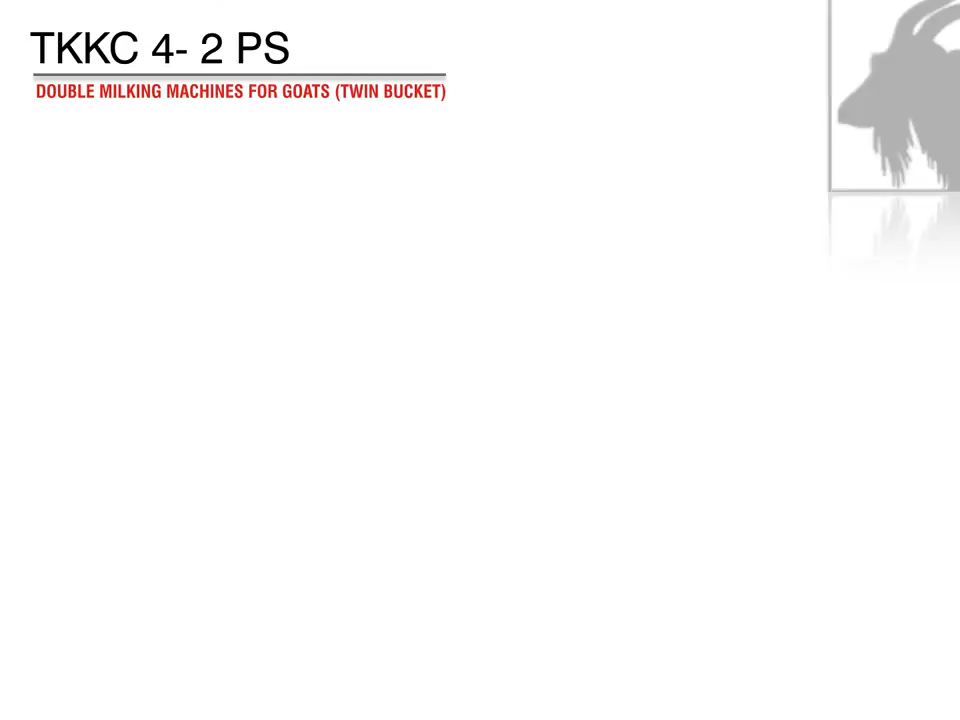 TKKC 4- 2 PS
DOUBLE MILKING MACHINES FOR GOATS (TWIN BUCKET)